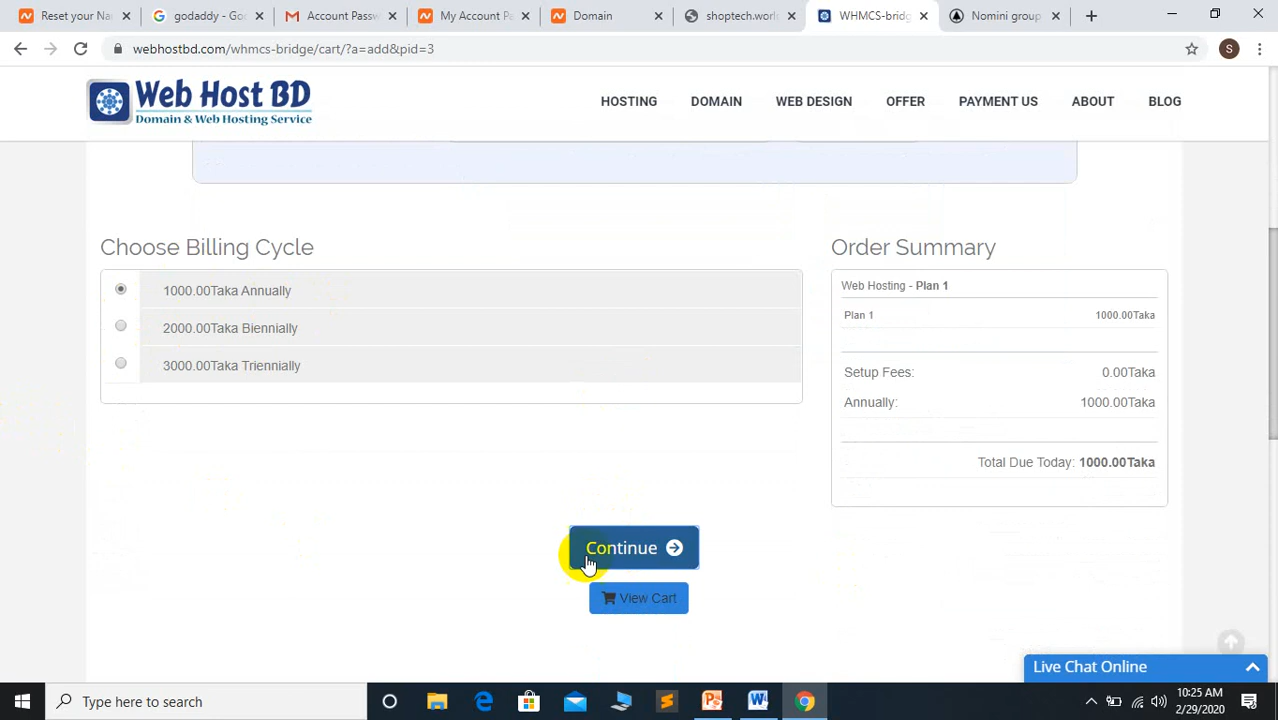 Reset your Na
godaddy - Goo
Account Passw
My Account Pa
Domain
shoptech.worl
WHMCS-bridg
Nomini group
webhostbd.com/whmcs-bridge/cart/?a=add&pid=3
S
Web Host BD
Domain & Web Hosting Service
HOSTING
DOMAIN
WEB DESIGN
OFFER
PAYMENT US
ABOUT
BLOG
Choose Billing Cycle
1000.00Taka Annually
2000.00Taka Biennially
3000.00Taka Triennially
Order Summary
Web Hosting - Plan 1
Plan 1 1000.00Taka
Setup Fees: 0.00Taka
Annually: 1000.00Taka
Total Due Today: 1000.00Taka
Continue
View Cart
Live Chat Online
Type here to search
10:25 AM
2/29/2020